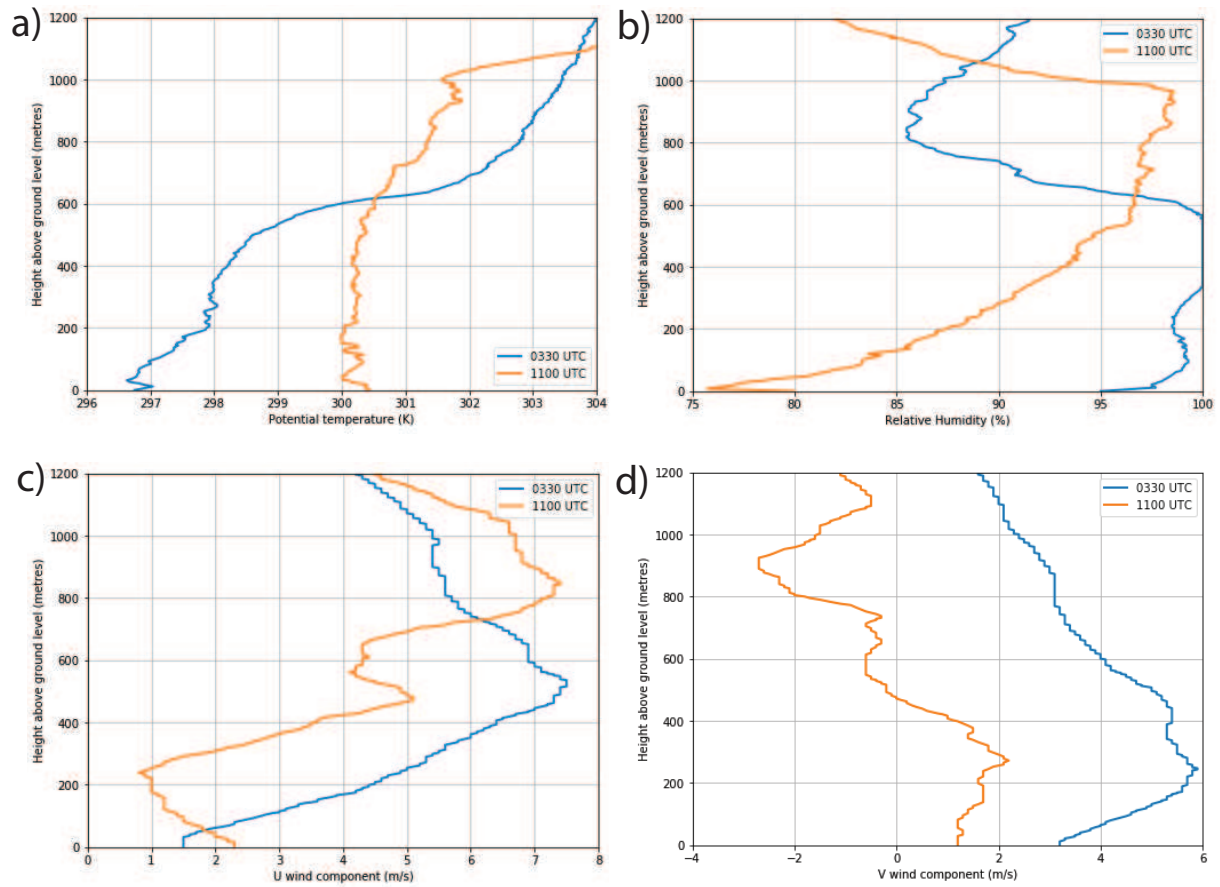 a)
1200
1000
800
600
400
200
0
Height above ground level (metres)
0330 UTC
1100 UTC
296 297 298 299 300 301 302 303 304
Potential temperature (K)
b)
1200
1000
800
600
400
200
0
Height above ground level (metres)
0330 UTC
1100 UTC
75 80 85 90 95 100
Relative Humidity (%)
c)
1200
1000
800
600
400
200
0
Height above ground level (metres)
0330 UTC
1100 UTC
0 1 2 3 4 5 6 7 8
U wind component (m/s)
d)
1200
1000
800
600
400
200
0
Height above ground level (metres)
0330 UTC
1100 UTC
−4 −2 0 2 4 6
V wind component (m/s)